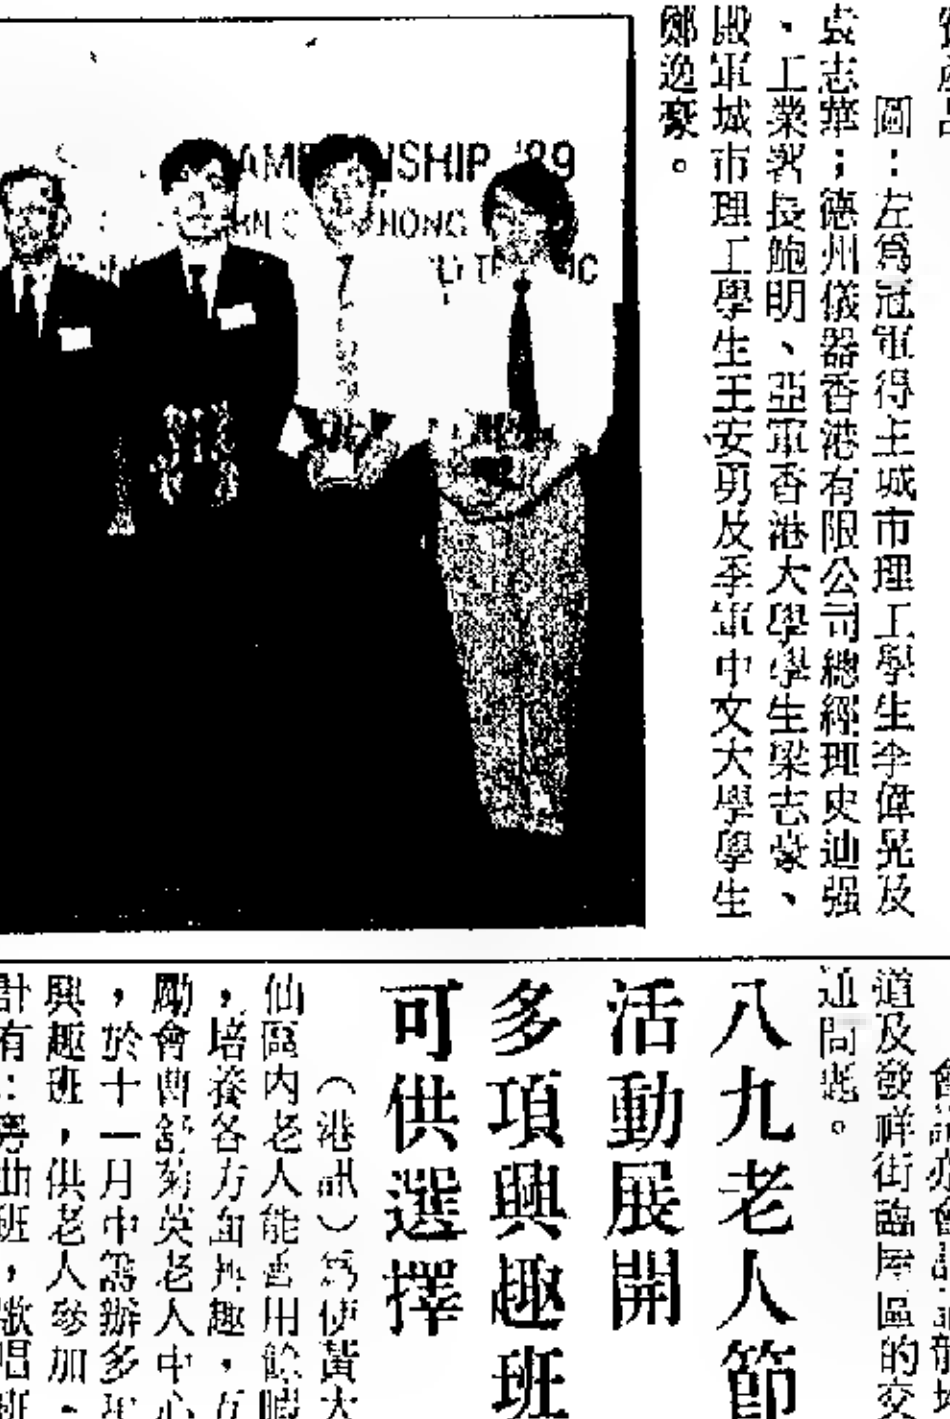 圖：左爲冠軍得主城市理工學生李偉晃及
袁志華；德州儀器香港有限公司總經理史迪强
、工業署長鮑明、亞軍香港大學學生梁志豪、
殿軍城市理工學生王安男及季軍中文大學學生
鄭逸豪。
SHIP '89
HONG
道及發祥街臨屋區的交
通問題。
八九老人節
活動展開
多項興趣班
可供選擇
（港訊）爲使黃大
仙區內老人能善用餘暇
，培養各方面興趣，
勵會曹舒菊英老人中心
，於十一月中籌辦多項
興趣班，供老人參加，
計有：粵曲班，歌唱班